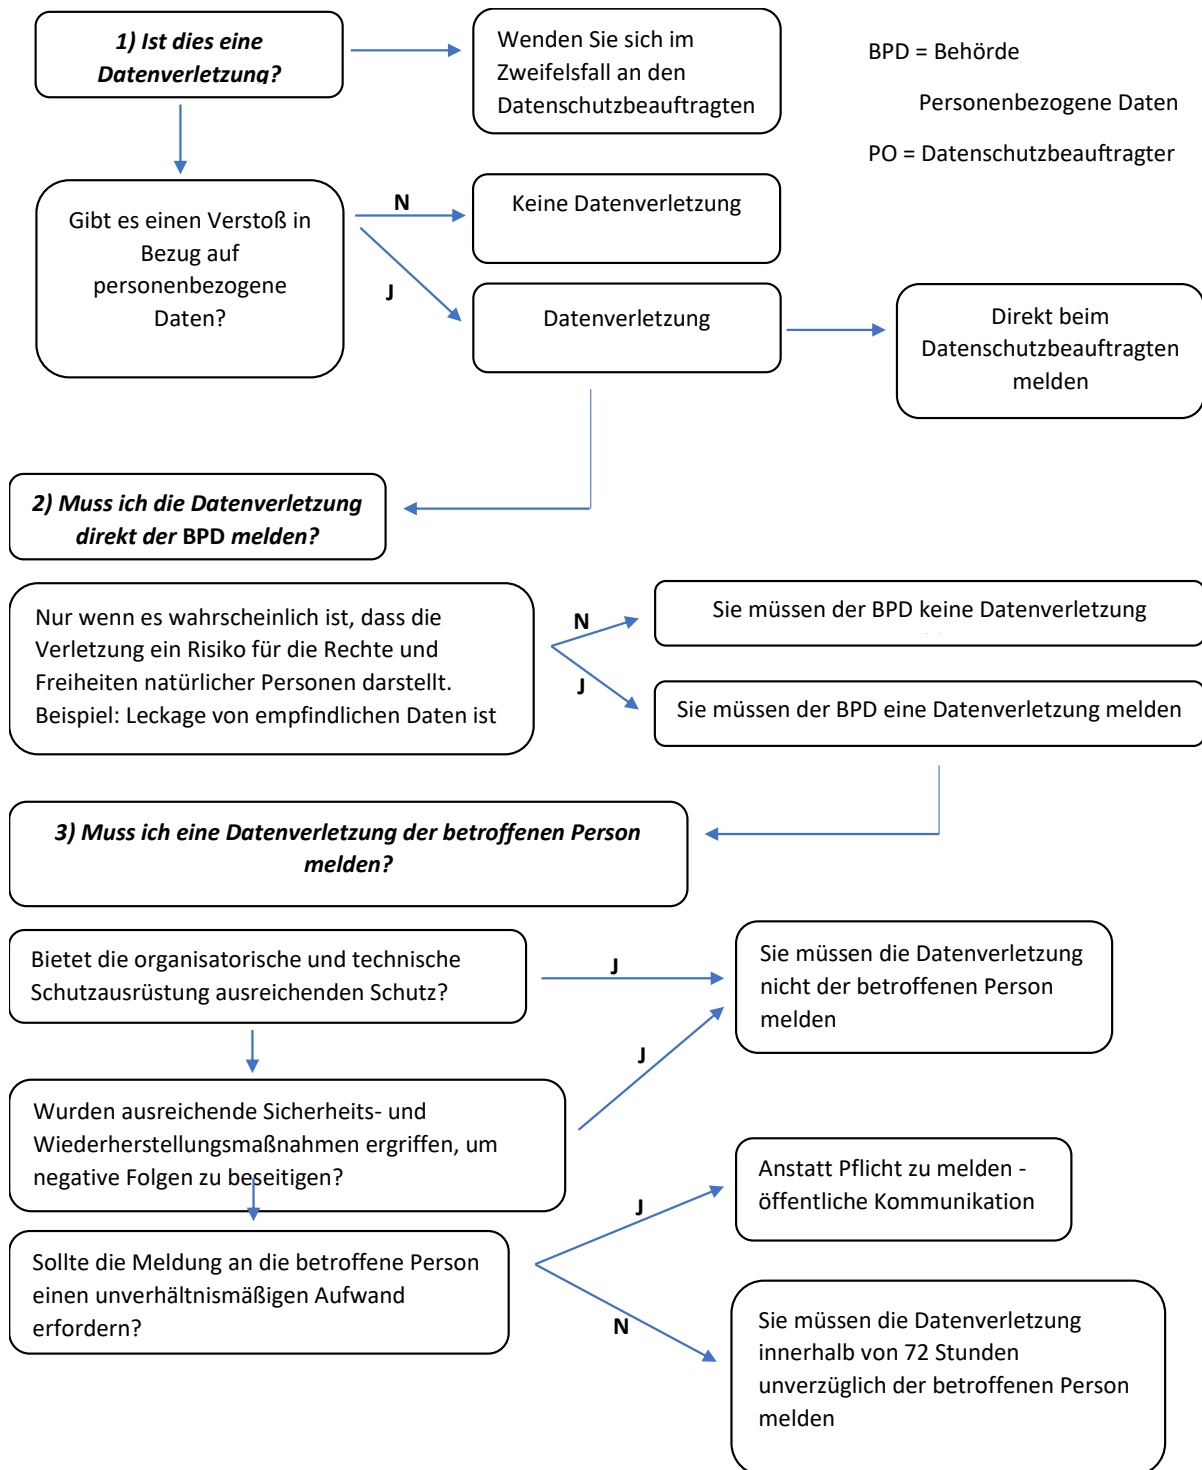 1) Ist dies eine
Datenverletzung?
Wenden Sie sich im
Zweifelsfall an den
Datenschutzbeauftragten
BPD = Behörde
Personenbezogene Daten
PO = Datenschutzbeauftragter
Gibt es einen Verstoß in
Bezug auf
personenbezogene
Daten?
N
Keine Datenverletzung
J
Datenverletzung
Direkt beim
Datenschutzbeauftragten
melden
2) Muss ich die Datenverletzung
direkt der BPD melden?
Nur wenn es wahrscheinlich ist, dass die
Verletzung ein Risiko für die Rechte und
Freiheiten natürlicher Personen darstellt.
Beispiel: Leckage von empfindlichen Daten ist
N
Sie müssen der BPD keine Datenverletzung
J
Sie müssen der BPD eine Datenverletzung melden
3) Muss ich eine Datenverletzung der betroffenen Person
melden?
Bietet die organisatorische und technische
Schutzausrüstung ausreichenden Schutz?
J
Sie müssen die Datenverletzung
nicht der betroffenen Person
melden
J
Wurden ausreichende Sicherheits- und
Wiederherstellungsmaßnahmen ergriffen, um
negative Folgen zu beseitigen?
Anstatt Pflicht zu melden -
öffentliche Kommunikation
J
Sollte die Meldung an die betroffene Person
einen unverhältnismäßigen Aufwand
erfordern?
N
Sie müssen die Datenverletzung
innerhalb von 72 Stunden
unverzüglich der betroffenen Person
melden